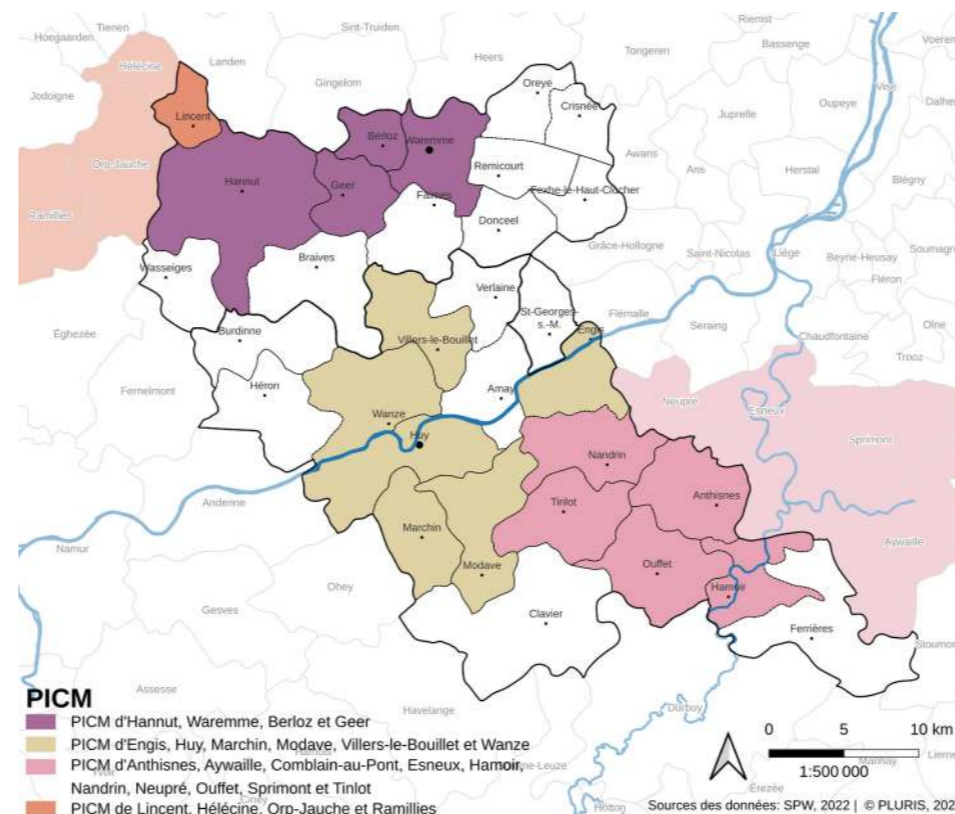 Tienen
Hoegaarden
Sint-Truiden
Riemst
Bassenge
Voeren
Hélécine
Landen
Gingelom
Heers
Tongeren
Visé
Jodoigne
Oreye
Crisnée
Juprelle
Oupeye
Dalhem
Lincent
Berloz
Waremme
Orp-Jauche
Remicourt
Awans
Ans
Herstal
Blégny
Hannut
Geer
Faimes
Fexhe-le-Haut-Clocher
Ramillies
Donceel
Grâce-Hollogne
Saint-Nicolas
Liège
Soumagne
Wasseiges
Braives
Beyne-Heusay
Fléron
Verlaine
St-Georges-
s.-M.
Flémalle
Seraing
Olne
Éghezée
Burdinne
Villers-le-Bouillet
Engis
Chaudfontaine
Trooz
Fernelmont
Héron
Amay
Neupré
Esneux
Wanze
Huy
Sprimont
Nandrin
Andenne
Tinlot
Anthisnes
Namur
Marchin
Aywaille
Modave
Ouffet
Ohey
Hamoir
Gesves
Clavier
Ferrières
Stoumont
Assesse
Havelange
Durbuy
PICM
PICM d'Hannut, Waremme, Berloz et Geer
PICM d'Engis, Huy, Marchin, Modave, Villers-le-Bouillet et Wanze
PICM d'Anthisnes, Aywaille, Comblain-au-Pont, Esneux, Hamoir,
Nandrin, Neupré, Ouffet, Sprimont et Tinlot
PICM de Lincent, Hélécine, Orp-Jauche et Ramillies
0 5 10 km
1:500 000
Manhay
Erezée
Hotton
Ciney
Sources des données: SPW, 2022 | © PLURIS, 202